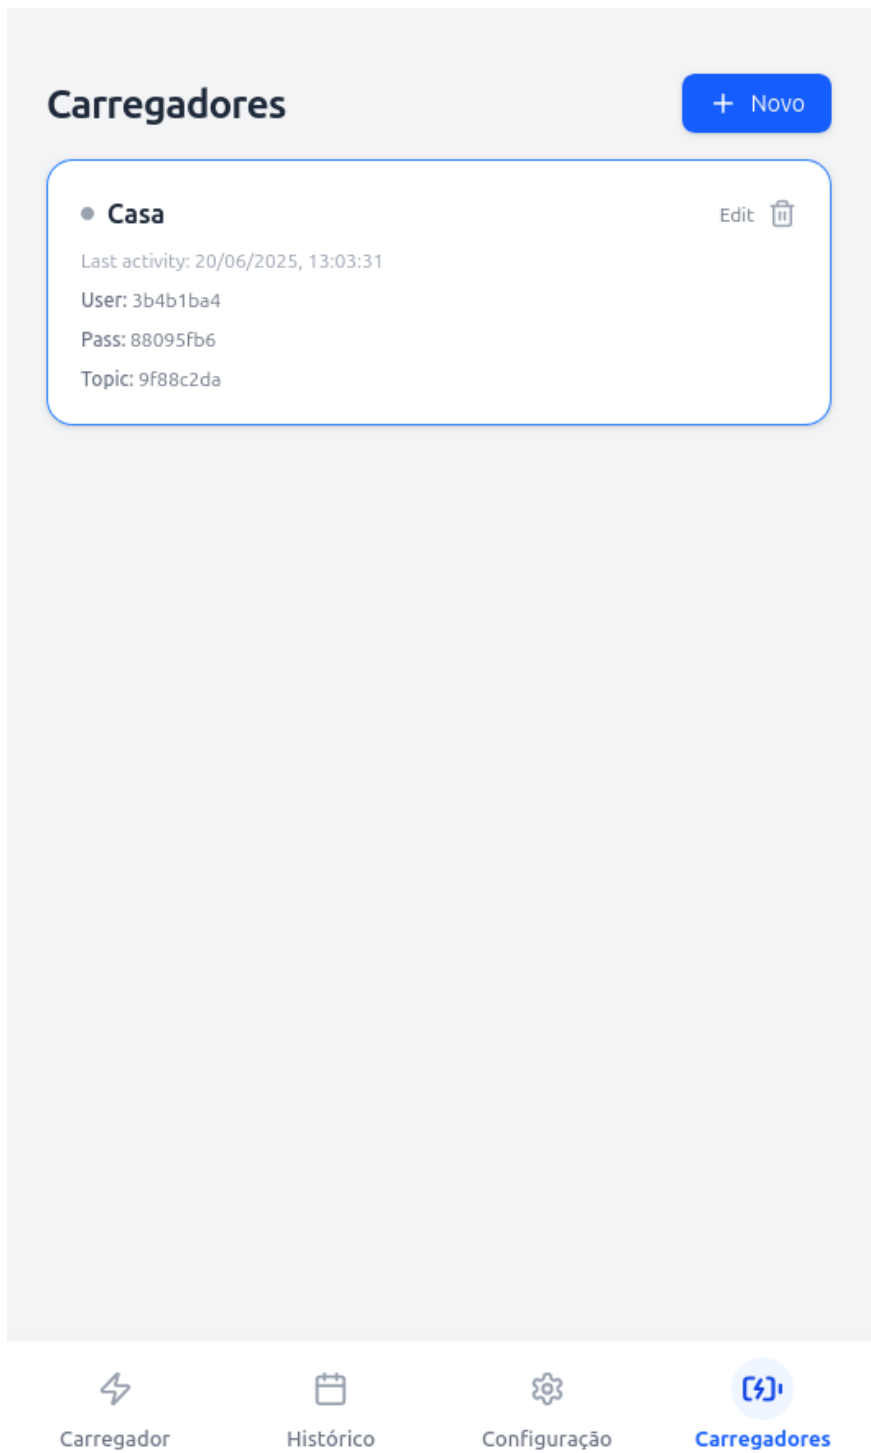 Carregadores
+ Novo
Casa
Edit
Last activity: 20/06/2025, 13:03:31
User: 3b4b1ba4
Pass: 88095fb6
Topic: 9f88c2da
Carregador
Histórico
Configuração
Carregadores